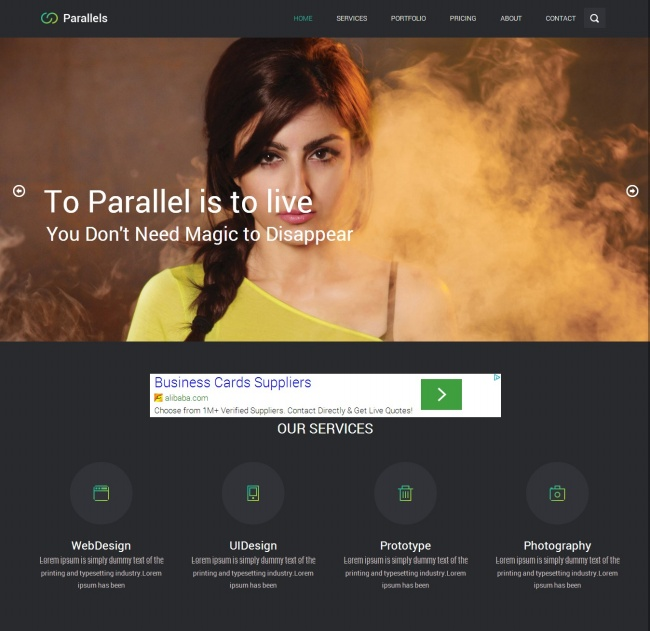 Parallels
HOME SERVICES PORTFOLIO PRICING ABOUT CONTACT
To Parallel is to live
You Don't Need Magic to Disappear
Business Cards Suppliers
alibaba.com
Choose from 1M+ Verified Suppliers. Contact Directly & Get Live Quotes!
OUR SERVICES
WebDesign
Lorem ipsum is simply dummy text of the
printing and typesetting industry.Lorem
ipsum has been
UIDesign
Lorem ipsum is simply dummy text of the
printing and typesetting industry.Lorem
ipsum has been
Prototype
Lorem ipsum is simply dummy text of the
printing and typesetting industry.Lorem
ipsum has been
Photography
Lorem ipsum is simply dummy text of the
printing and typesetting industry.Lorem
ipsum has been